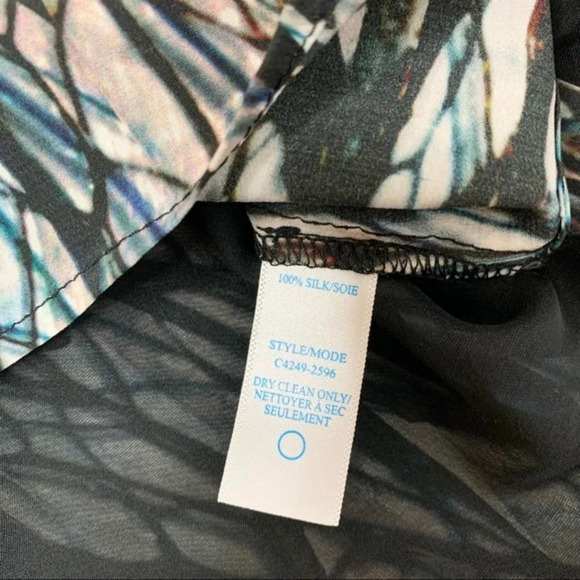 100% SILK/SOIE
STYLE/MODE
C4249-2596
DRY CLEAN ONLY/
NETTOYER À SEC
SEULEMENT